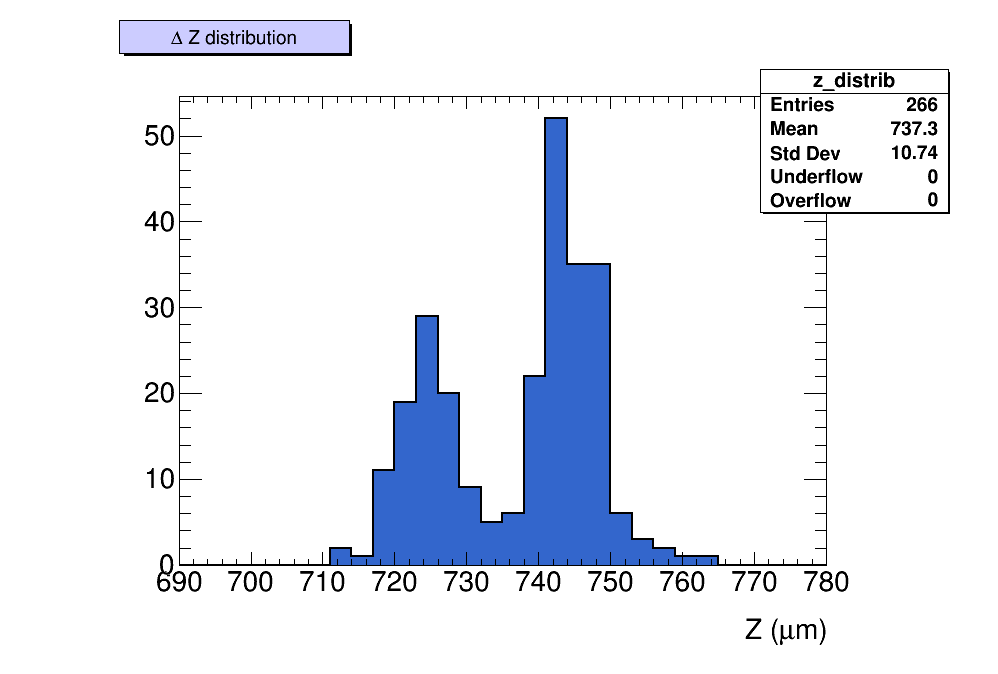 Δ Z distribution
z_distrib
Entries 266
Mean 737.3
Std Dev 10.74
Underflow 0
Overflow 0
50
40
30
20
10
0
690 700 710 720 730 740 750 760 770 780
Z (μm)